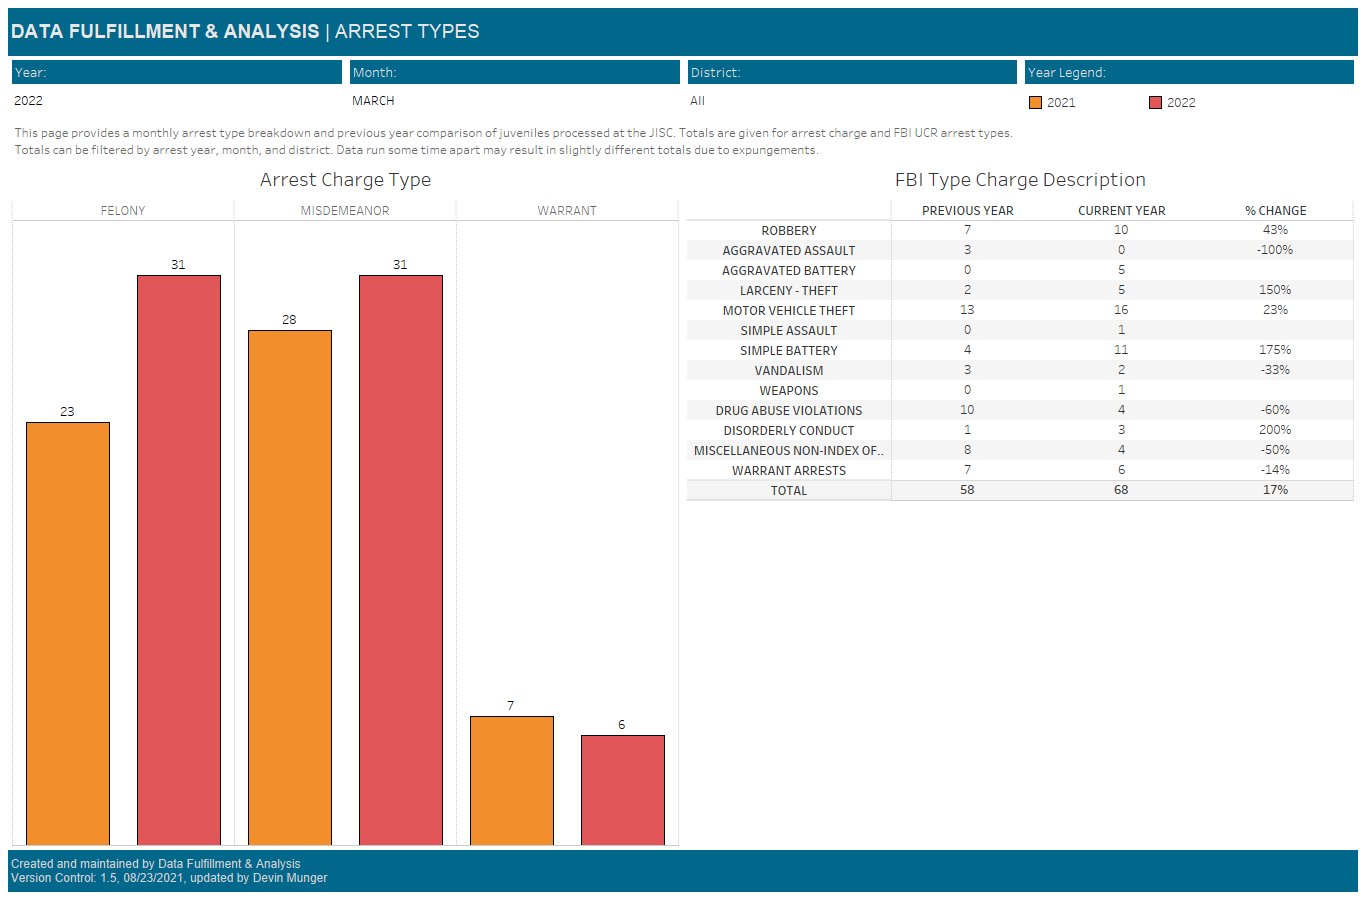 DATA FULFILLMENT & ANALYSIS | ARREST TYPES
Year: Month: District: Year Legend:
2022 MARCH All 2021 2022
This page provides a monthly arrest type breakdown and previous year comparison of juveniles processed at the JISC. Totals are given for arrest charge and FBI UCR arrest types.
Totals can be filtered by arrest year, month, and district. Data run some time apart may result in slightly different totals due to expungements.
Arrest Charge Type
FELONY MISDEMEANOR WARRANT
31 31
28
23
7
6
FBI Type Charge Description
PREVIOUS YEAR CURRENT YEAR % CHANGE
ROBBERY 7 10 43%
AGGRAVATED ASSAULT 3 0 -100%
AGGRAVATED BATTERY 0 5
LARCENY - THEFT 2 5 150%
MOTOR VEHICLE THEFT 13 16 23%
SIMPLE ASSAULT 0 1
SIMPLE BATTERY 4 11 175%
VANDALISM 3 2 -33%
WEAPONS 0 1
DRUG ABUSE VIOLATIONS 10 4 -60%
DISORDERLY CONDUCT 1 3 200%
MISCELLANEOUS NON-INDEX OF.. 8 4 -50%
WARRANT ARRESTS 7 6 -14%
TOTAL 58 68 17%
Created and maintained by Data Fulfillment & Analysis
Version Control: 1.5, 08/23/2021, updated by Devin Munger